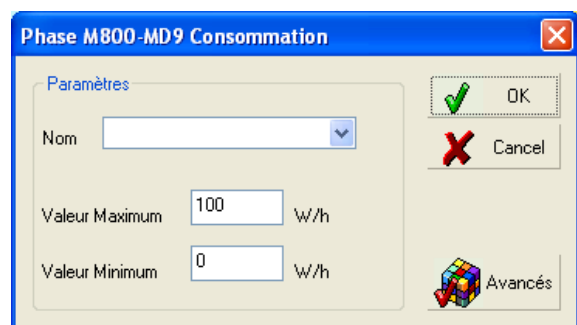 Phase M800-MD9 Consommation
Paramètres
Nom
OK
Cancel
Valeur Maximum 100 W/h
Valeur Minimum 0 W/h
Avancés